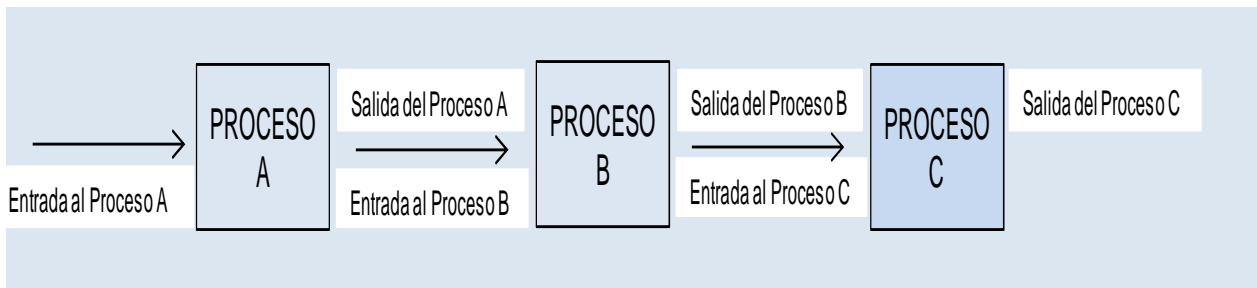 Entrada al Proceso A
PROCESO
A
Salida del Proceso A
Entrada al Proceso B
PROCESO
B
Salida del Proceso B
Entrada al Proceso C
PROCESO
C
Salida del Proceso C